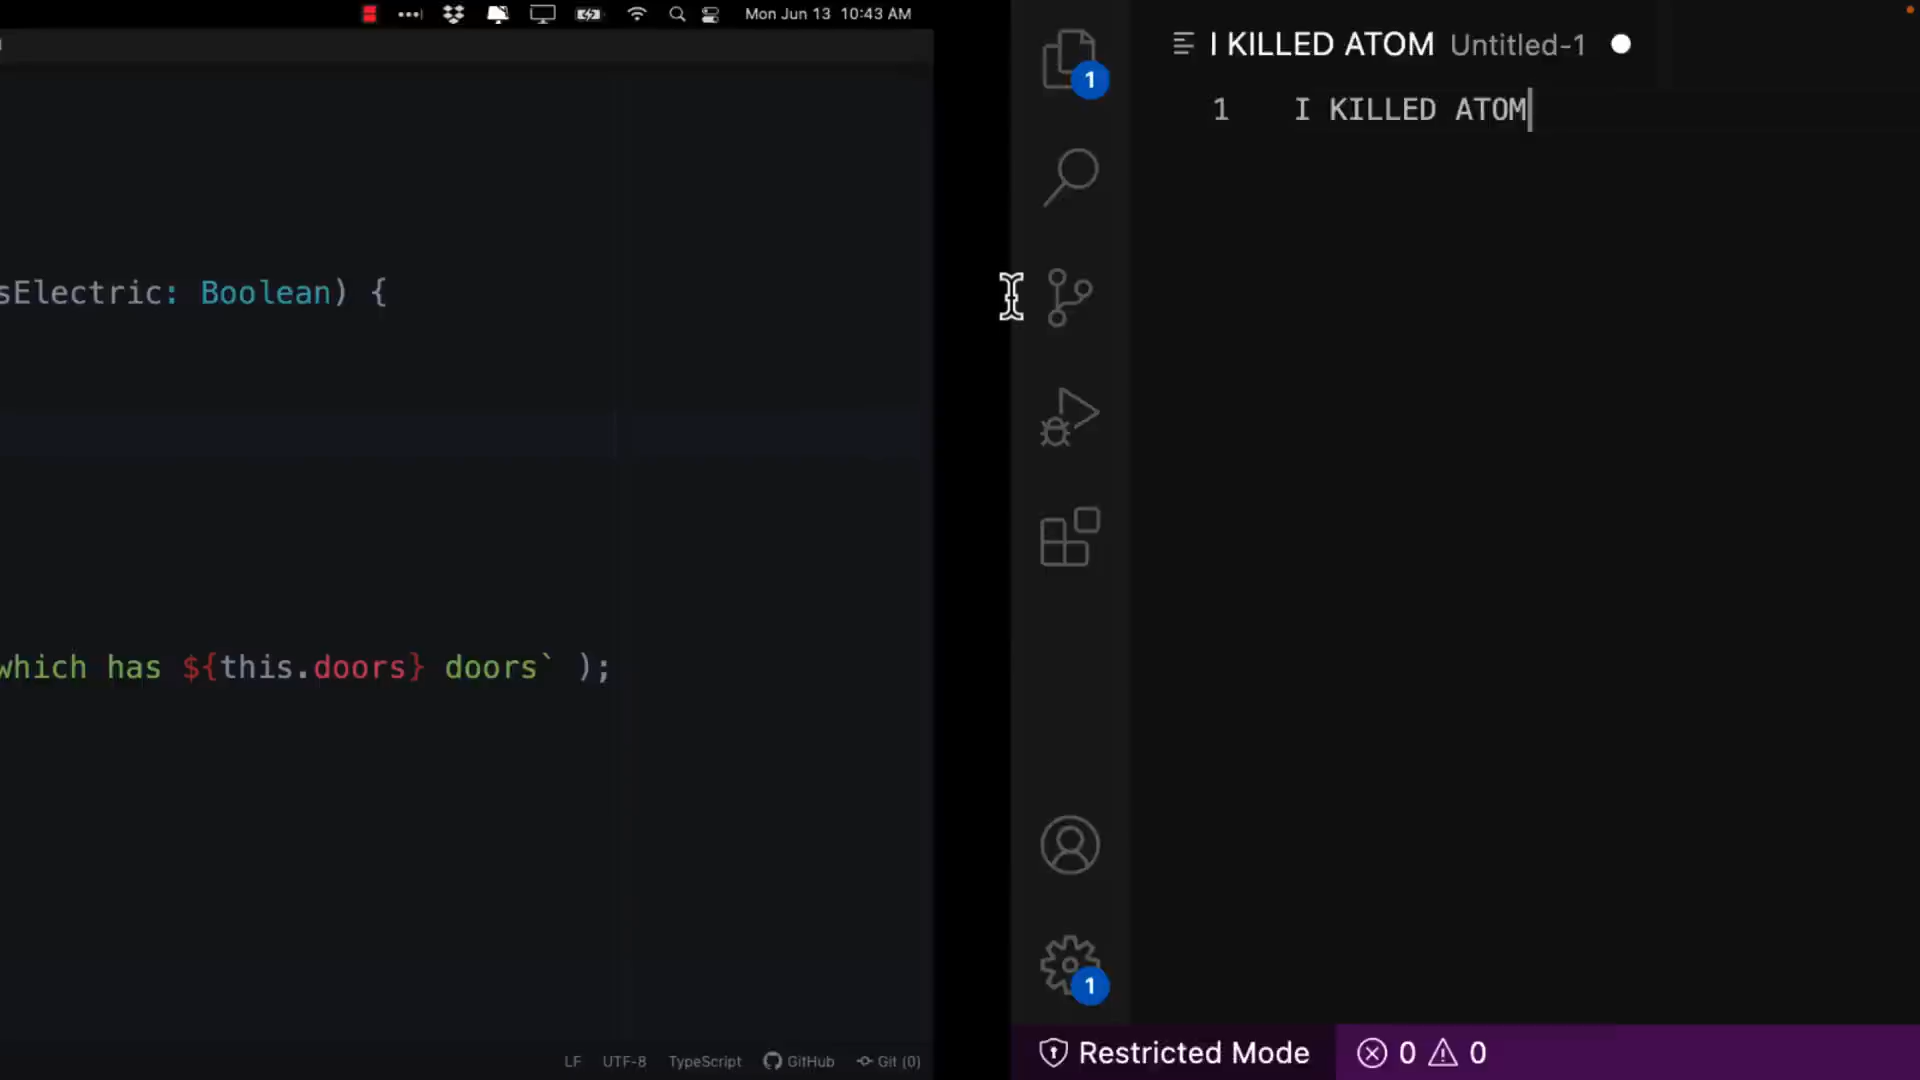 Mon Jun 13 10:43 AM
sElectric: Boolean) {
which has ${this.doors} doors` );
LF UTF-8 TypeScript GitHub Git (0)
I KILLED ATOM Untitled-1
1 I KILLED ATOM
1
1
Restricted Mode 0 0